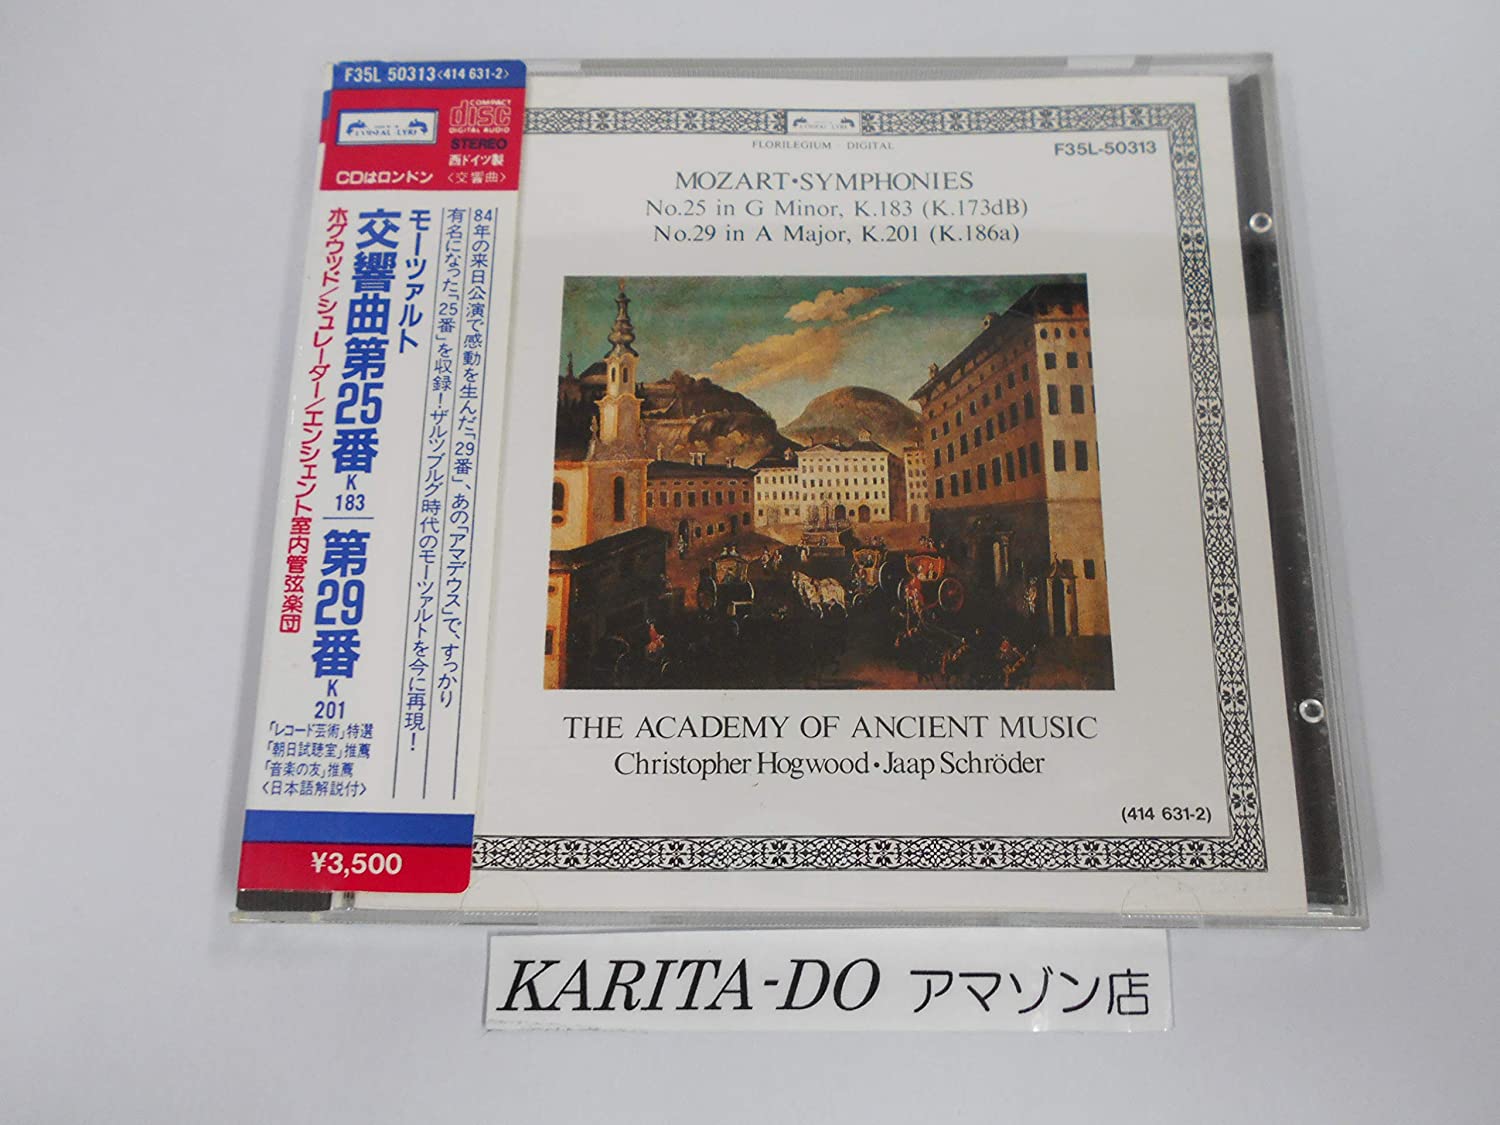 F35L 50313<414 631-2>
L'OISEAU-LYRE
COMPACT
disc
DIGITAL AUDIO
STEREO
西ドイツ製
CDはロンドン
〈交響曲〉
84年の来日公演で感動を生んだ「29番」、あの「アマデウス」で、すっかり
有名になった「25番」を収録!ザルツブルグ時代のモーツァルトを今に再現!
モーツァルト
交響曲第25番 K183 第29番 K201
ホグウッド/シュレーダー/エンシェント室内管弦楽団
「レコード芸術」特選
「朝日試聴室」推薦
「音楽の友」推薦
〈日本語解説付〉
¥3,500
L'OISEAU-LYRE
FLORILEGIUM DIGITAL
F35L-50313
MOZART·SYMPHONIES
No.25 in G Minor, K.183 (K.173dB)
No.29 in A Major, K.201 (K.186a)
THE ACADEMY OF ANCIENT MUSIC
Christopher Hogwood·Jaap Schröder
(414 631-2)
KARITA-DO アマゾン店